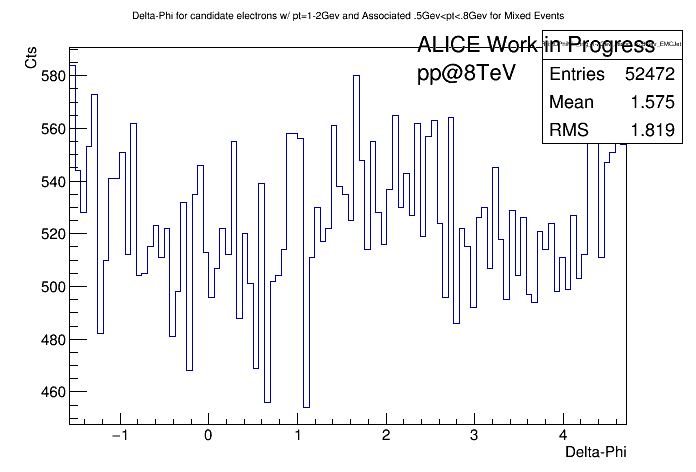 Delta-Phi for candidate electrons w/ pt=1-2Gev and Associated .5Gev<pt<.8Gev for Mixed Events
Cts
ALICE Work in Progress
pp@8TeV
Entries 52472
Mean 1.575
RMS 1.819
580
560
540
520
500
480
460
−1 0 1 2 3 4
Delta-Phi